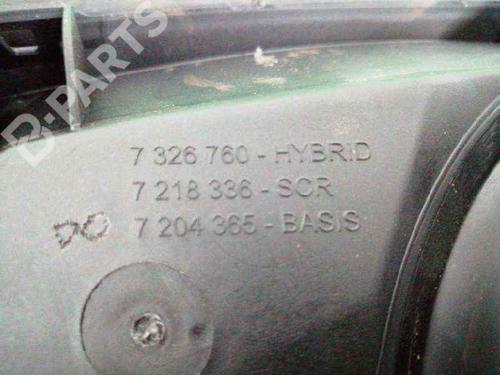 B-PARTS
7 326 760 - HYBRID
7 218 336 - SCR
7 204 365 - BASIS
DO